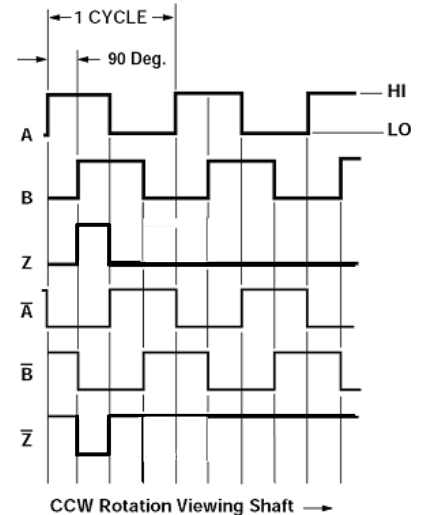 1 CYCLE
90 Deg.
HI
A
LO
B
Z
A̅
B̅
Z̅
CCW Rotation Viewing Shaft →